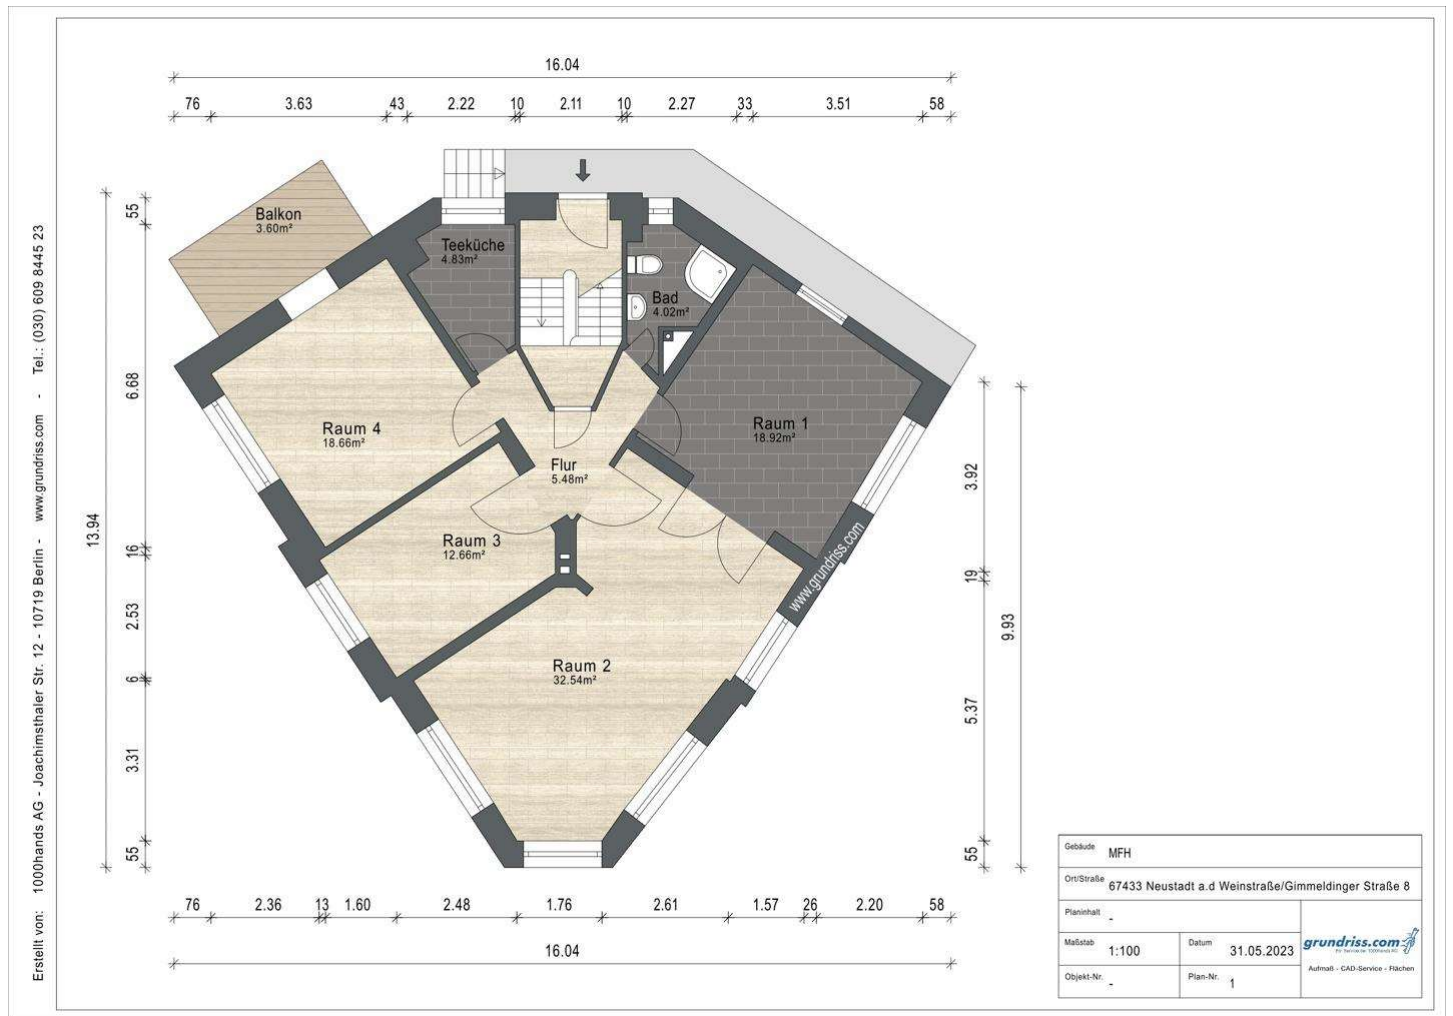 16.04
76 3.63 43 2.22 10 2.11 10 2.27 33 3.51 58
Balkon
3.60m²
Teeküche
4.83m²
Bad
4.02m²
Raum 1
18.92m²
Raum 4
18.66m²
Flur
5.48m²
Raum 3
12.66m²
Raum 2
32.54m²
www.grundriss.com
13.94
55
6.68
16
2.53
6
3.31
55
3.92
19
5.37
55
9.93
76 2.36 13 1.60 2.48 1.76 2.61 1.57 26 2.20 58
16.04
Erstellt von: 1000hands AG - Joachimsthaler Str. 12 - 10719 Berlin - www.grundriss.com - Tel.: (030) 609 8445 23
Gebäude MFH
Ort/Straße 67433 Neustadt a.d Weinstraße/Gimmeldinger Straße 8
Planinhalt -
Maßstab 1:100 Datum 31.05.2023
Objekt-Nr. - Plan-Nr. 1
grundriss.com
Ein Service der 1000hands AG
Aufmaß - CAD-Service - Flächen